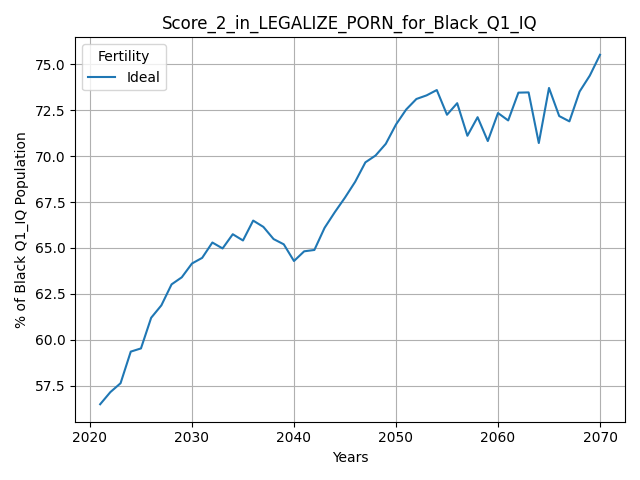 Score_2_in_LEGALIZE_PORN_for_Black_Q1_IQ
Fertility
Ideal
% of Black Q1_IQ Population
75.0
72.5
70.0
67.5
65.0
62.5
60.0
57.5
2020 2030 2040 2050 2060 2070
Years